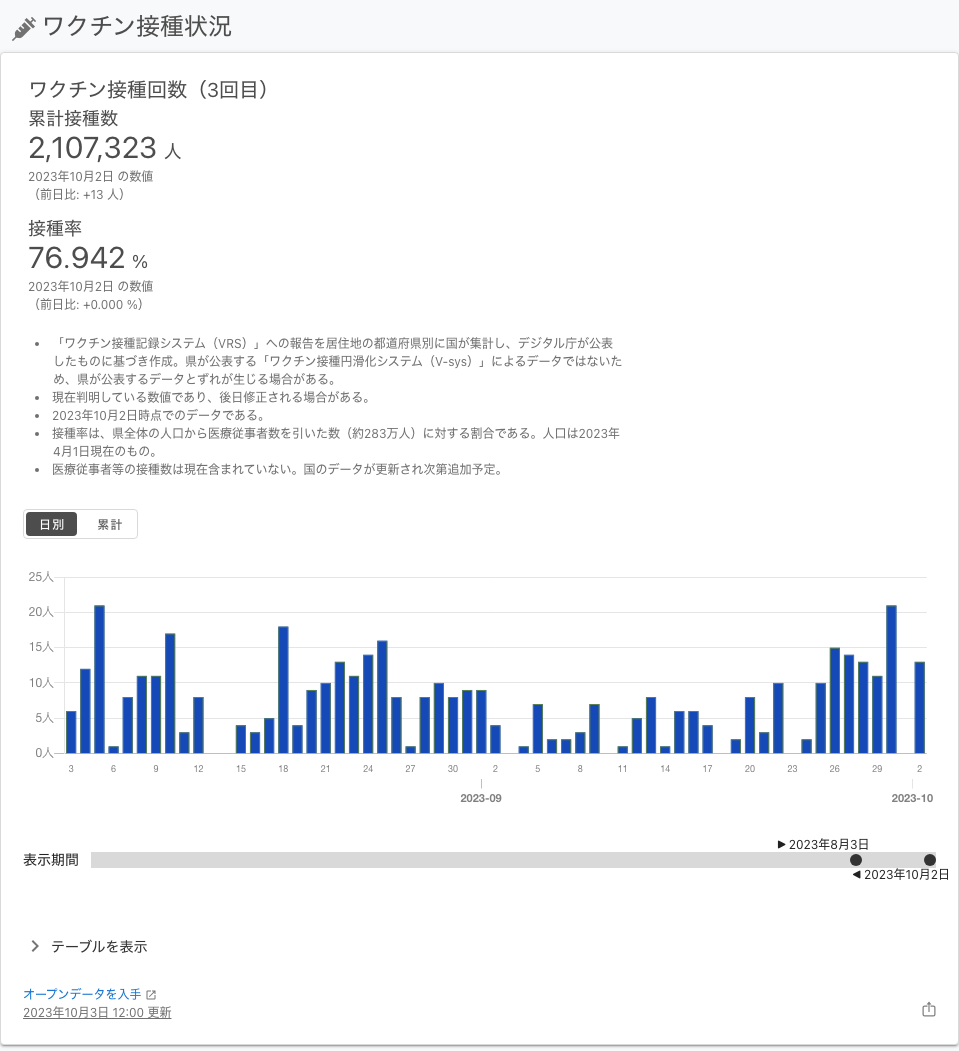 ワクチン接種状況
ワクチン接種回数（3回目）
累計接種数
2,107,323 人
2023年10月2日 の数値
（前日比: +13 人）
接種率
76.942 %
2023年10月2日 の数値
（前日比: +0.000 %）
• 「ワクチン接種記録システム（VRS）」への報告を居住地の都道府県別に国が集計し、デジタル庁が公表
したものに基づき作成。県が公表する「ワクチン接種円滑化システム（V-sys）」によるデータではないた
め、県が公表するデータとずれが生じる場合がある。
• 現在判明している数値であり、後日修正される場合がある。
• 2023年10月2日時点でのデータである。
• 接種率は、県全体の人口から医療従事者数を引いた数（約283万人）に対する割合である。人口は2023年
4月1日現在のもの。
• 医療従事者等の接種数は現在含まれていない。国のデータが更新され次第追加予定。
日別 累計
25人
20人
15人
10人
5人
0人
3 6 9 12 15 18 21 24 27 30 2 5 8 11 14 17 20 23 26 29 2
2023-09 2023-10
▶ 2023年8月3日
表示期間
◀ 2023年10月2日
テーブルを表示
オープンデータを入手
2023年10月3日 12:00 更新